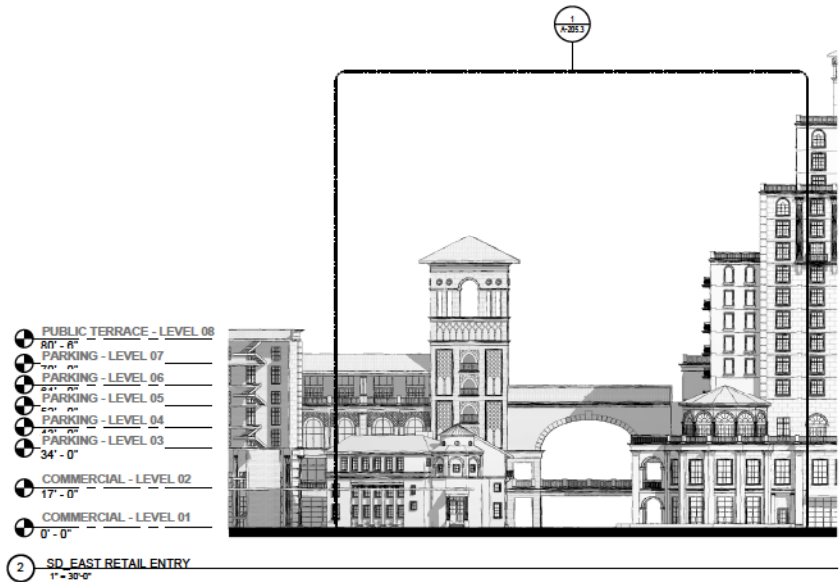 1
A-205.3
PUBLIC TERRACE - LEVEL 08
80' - 6"
PARKING - LEVEL 07
PARKING - LEVEL 06
PARKING - LEVEL 05
PARKING - LEVEL 04
PARKING - LEVEL 03
34' - 0"
COMMERCIAL - LEVEL 02
17' - 0"
COMMERCIAL - LEVEL 01
0' - 0"
2
SD_EAST RETAIL ENTRY
1" = 30'-0"